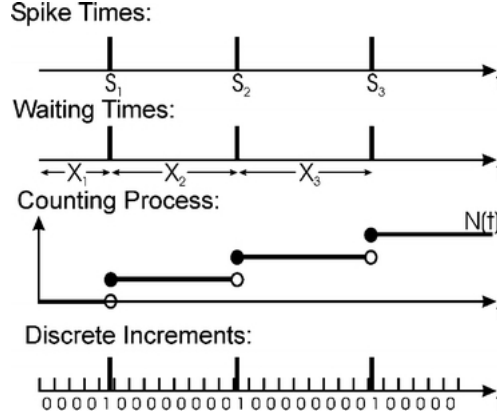 Spike Times:
S₁ S₂ S₃
Waiting Times:
X₁ X₂ X₃
Counting Process:
N(t)
Discrete Increments:
0 0 0 0 1 0 0 0 0 0 0 0 0 1 0 0 0 0 0 0 0 0 1 0 0 0 0 0